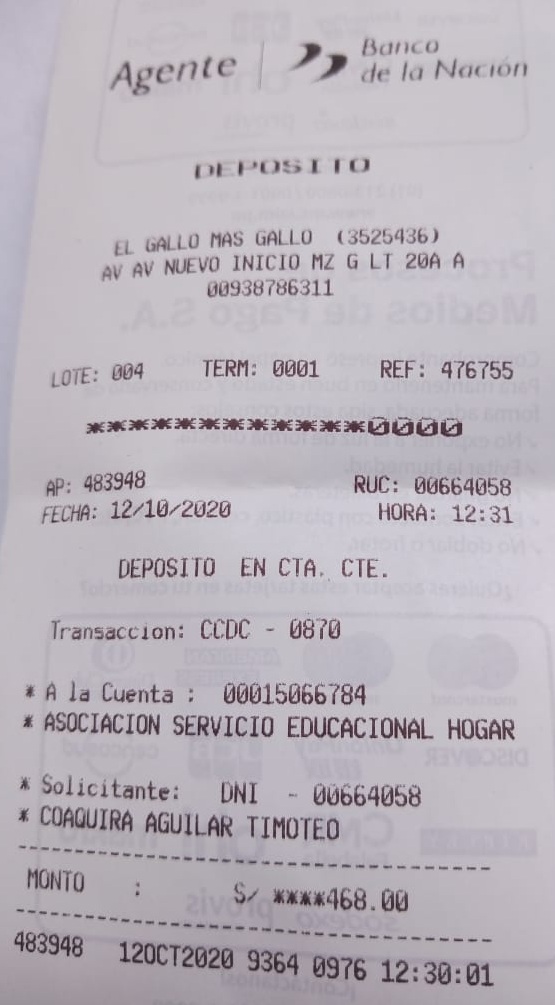 Agente | Banco
de la Nación
DEPOSITO
EL GALLO MAS GALLO (3525436)
AV AV NUEVO INICIO MZ G LT 20A A
00938786311
LOTE: 004 TERM: 0001 REF: 476755
************0000
AP: 483948 RUC: 00664058
FECHA: 12/10/2020 HORA: 12:31
DEPOSITO EN CTA. CTE.
Transaccion: CCDC - 0870
* A la Cuenta : 00015066784
* ASOCIACION SERVICIO EDUCACIONAL HOGAR
* Solicitante: DNI - 00664058
* COAQUIRA AGUILAR TIMOTEO
MONTO : S/ ****468.00
483948 12OCT2020 9364 0976 12:30:01